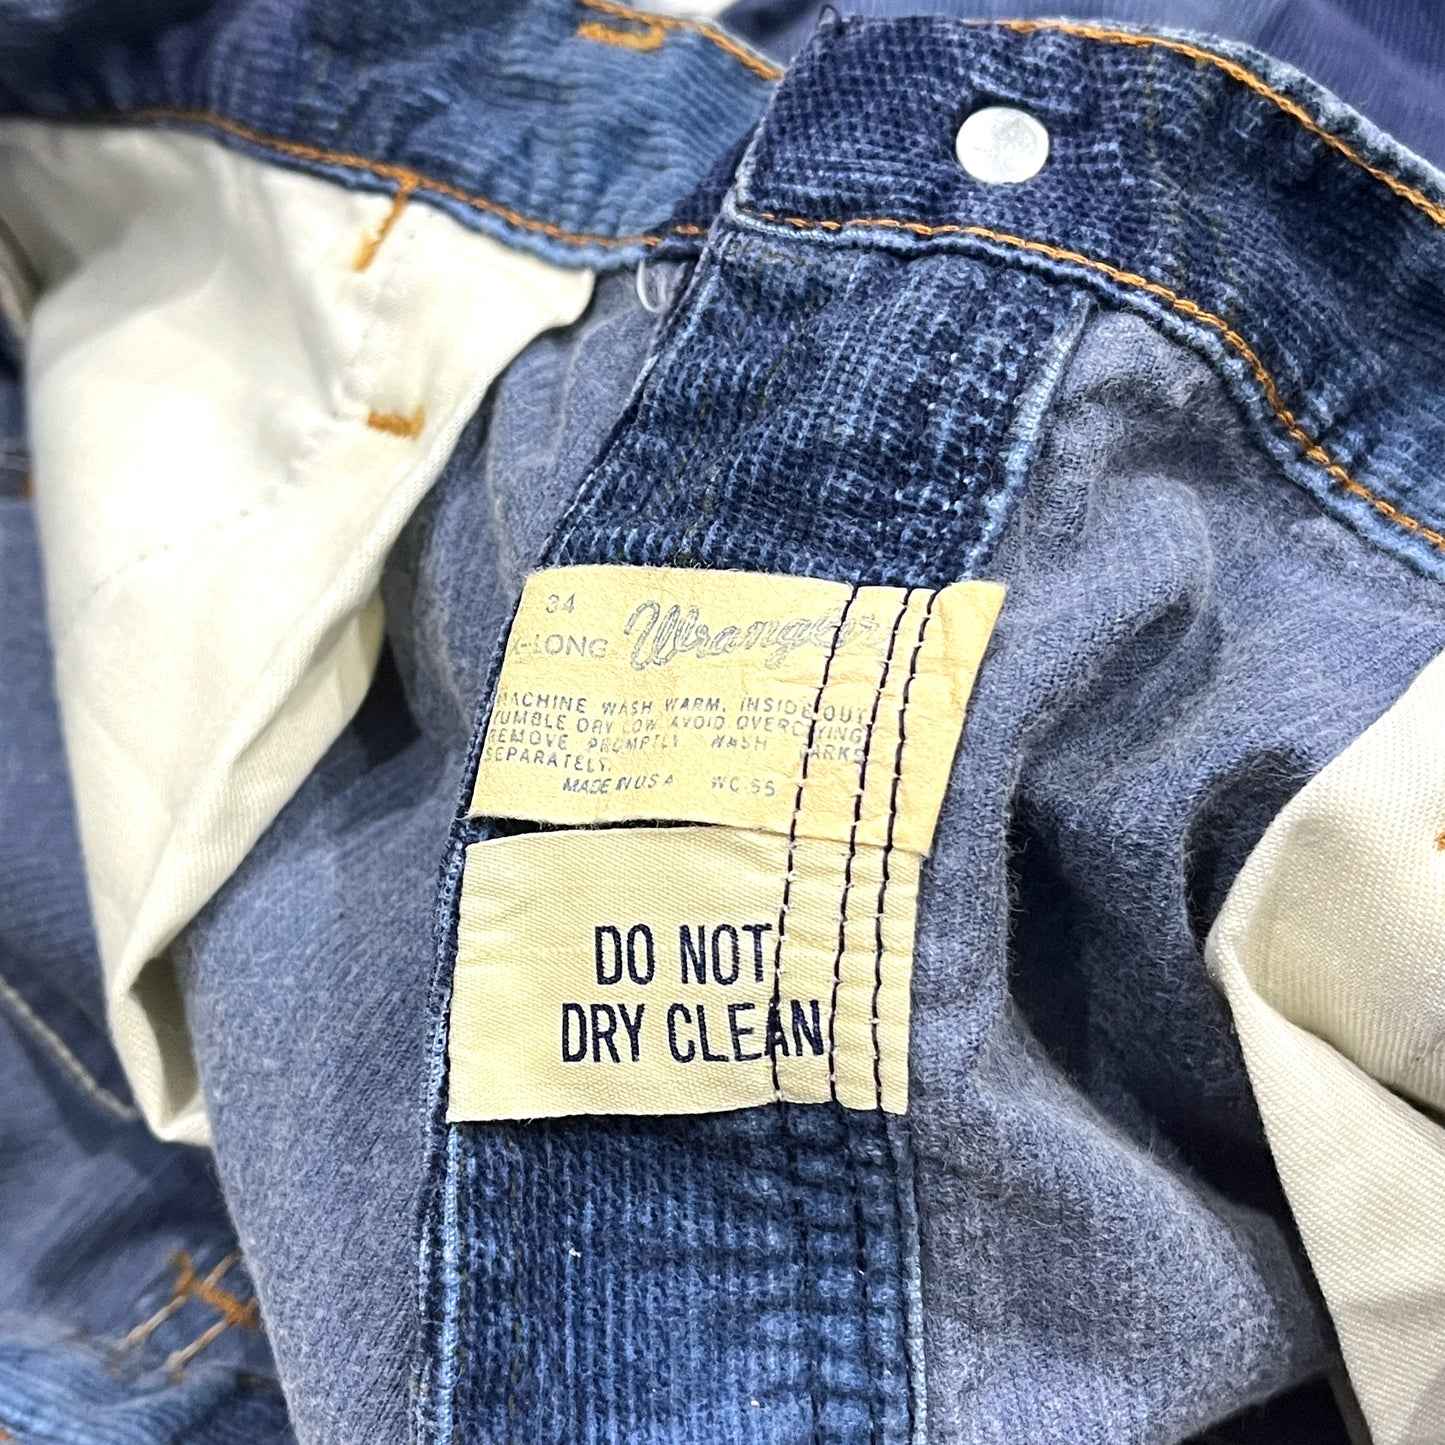 34
X-LONG Wrangler
MACHINE WASH WARM, INSIDE OUT
TUMBLE DRY LOW AVOID OVERDRYING
REMOVE PROMPTLY WASH DARKS
SEPARATELY.
MADE IN USA WC-55
DO NOT
DRY CLEAN